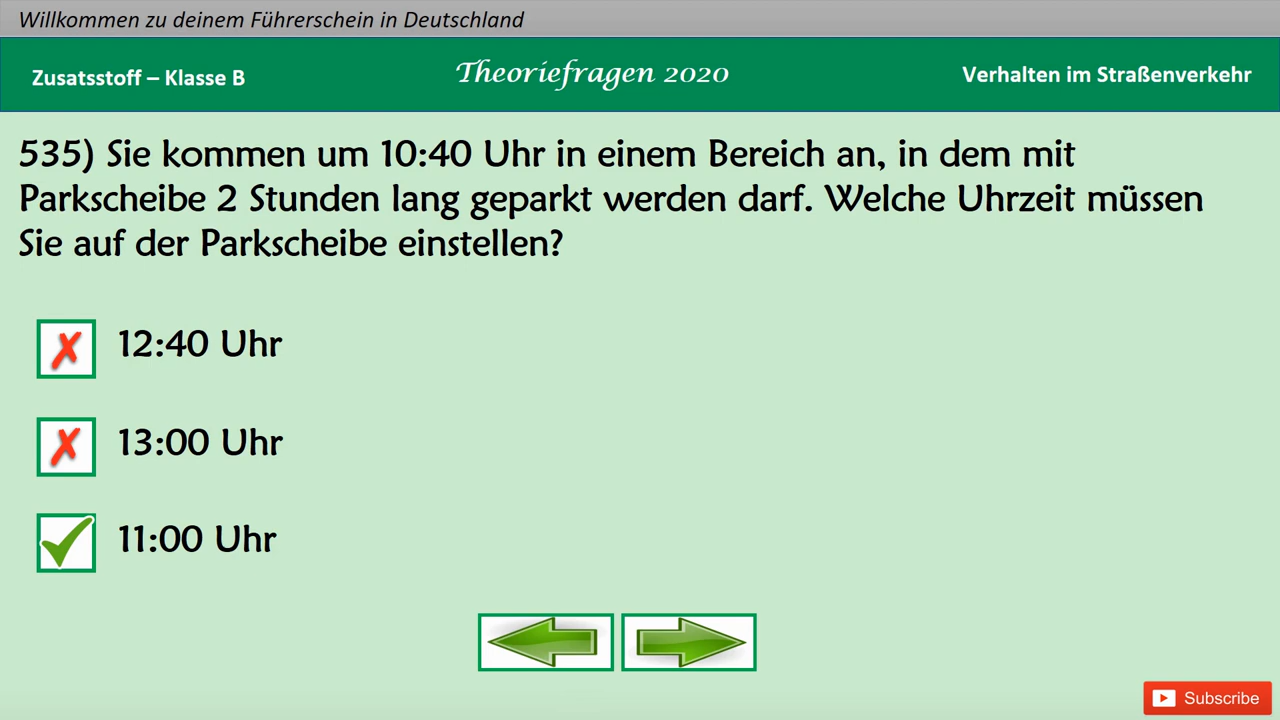 Willkommen zu deinem Führerschein in Deutschland
Zusatsstoff – Klasse B
Theoriefragen 2020
Verhalten im Straßenverkehr
535) Sie kommen um 10:40 Uhr in einem Bereich an, in dem mit
Parkscheibe 2 Stunden lang geparkt werden darf. Welche Uhrzeit müssen
Sie auf der Parkscheibe einstellen?
12:40 Uhr
13:00 Uhr
11:00 Uhr
Subscribe